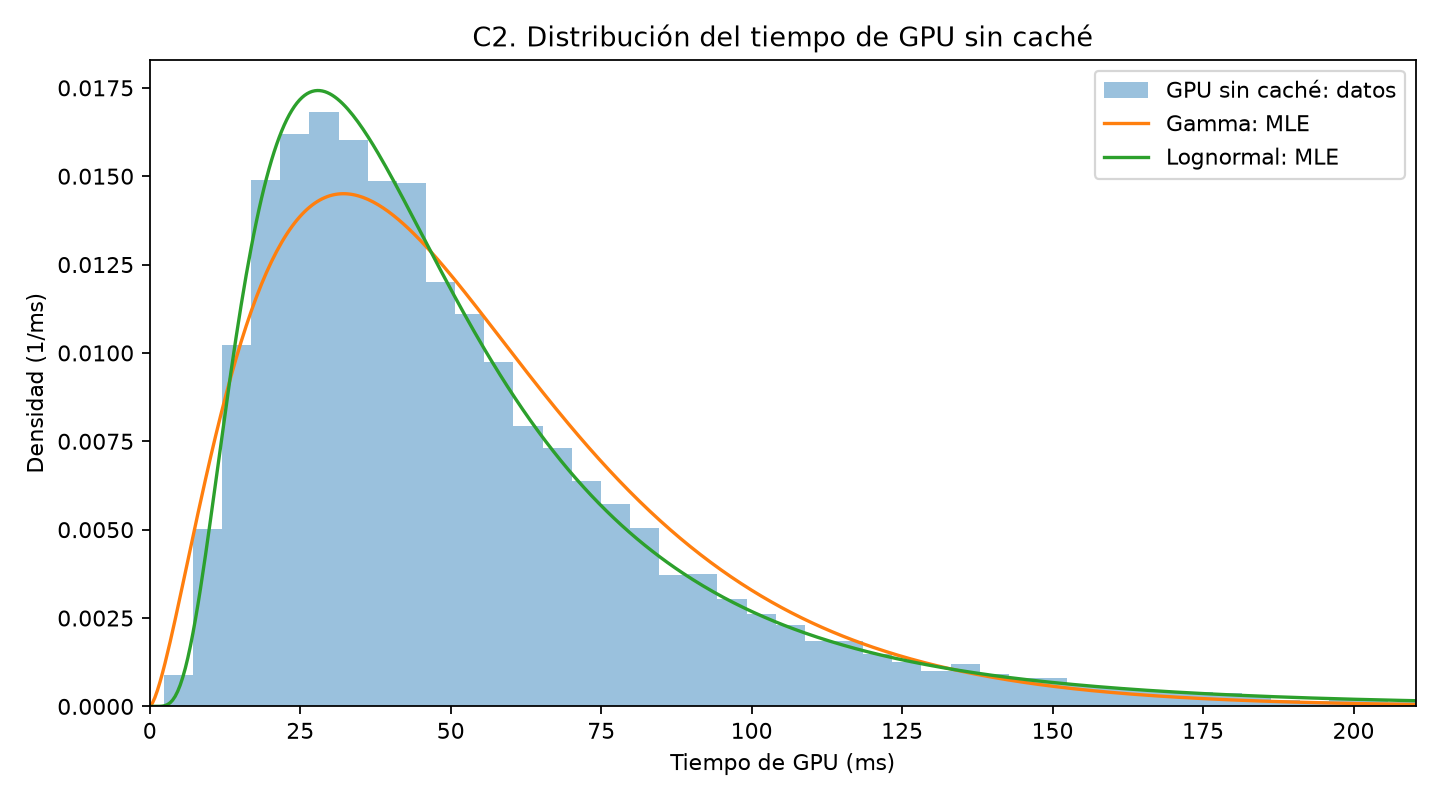 C2. Distribución del tiempo de GPU sin caché
GPU sin caché: datos
Gamma: MLE
Lognormal: MLE
Densidad (1/ms)
0.0175
0.0150
0.0125
0.0100
0.0075
0.0050
0.0025
0.0000
0 25 50 75 100 125 150 175 200
Tiempo de GPU (ms)